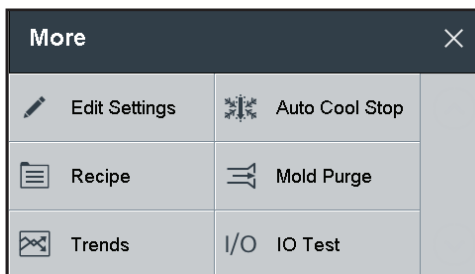 More
Edit Settings
Auto Cool Stop
Recipe
Mold Purge
Trends
I/O IO Test